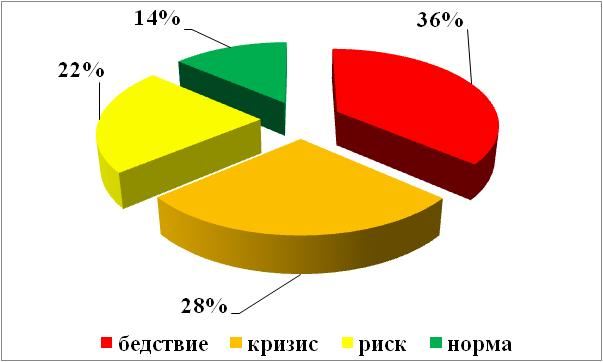 14%
36%
22%
28%
бедствие кризис риск норма